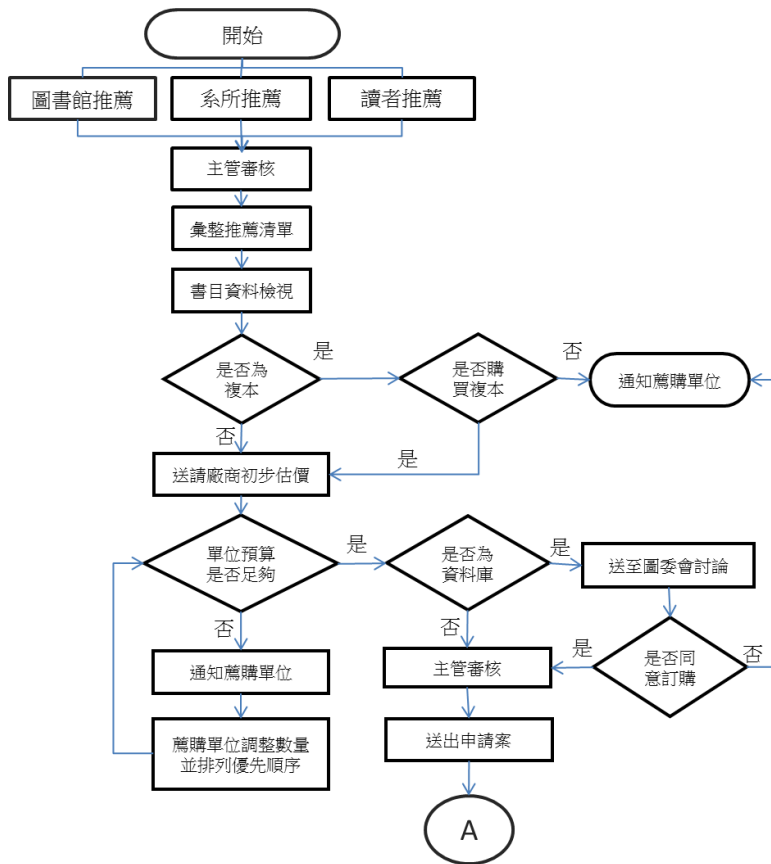 開始
圖書館推薦
系所推薦
讀者推薦
主管審核
彙整推薦清單
書目資料檢視
是否為
複本
是
是否購
買複本
否
通知薦購單位
否
是
送請廠商初步估價
單位預算
是否足夠
是
是否為
資料庫
是
送至圖委會討論
否
否
是
是否同
意訂購
否
通知薦購單位
主管審核
薦購單位調整數量
並排列優先順序
送出申請案
A